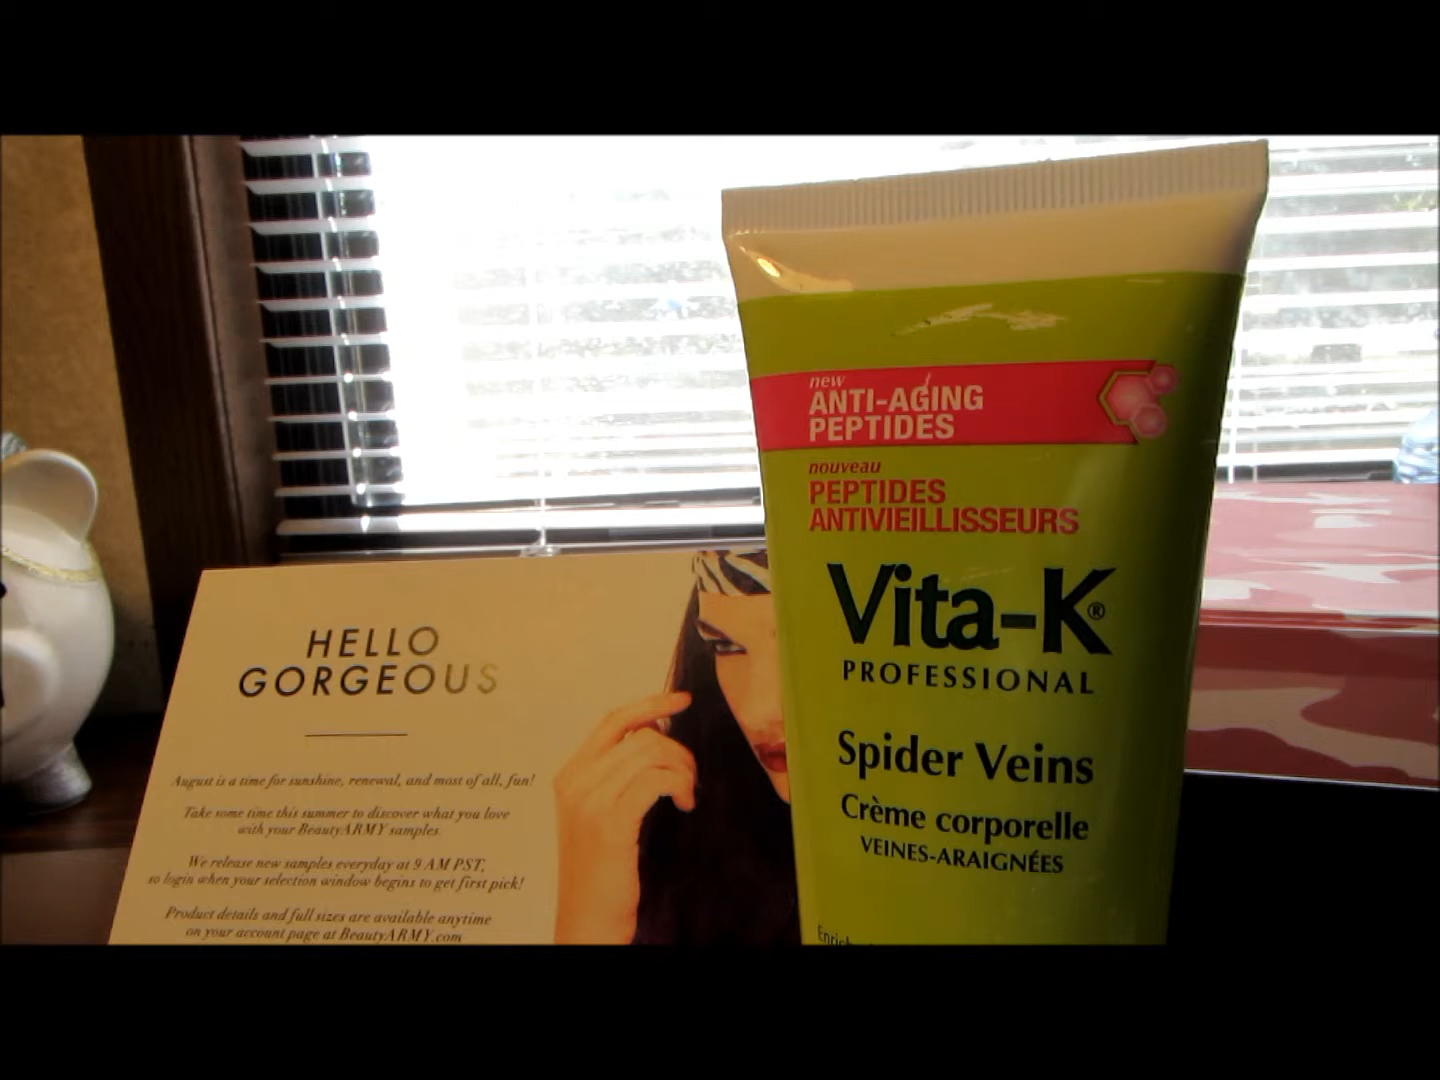 HELLO
GORGEOUS
August is a time for sunshine, renewal, and most of all, fun!
Take some time this summer to discover what you love
with your BeautyARMY samples.
We release new samples everyday at 9 AM PST,
so login when your selection window begins to get first pick!
Product details and full sizes are available anytime
on your account page at BeautyARMY.com
new
ANTI-AGING
PEPTIDES
nouveau
PEPTIDES
ANTIVIEILLISSEURS
Vita-K®
PROFESSIONAL
Spider Veins
Crème corporelle
VEINES-ARAIGNÉES